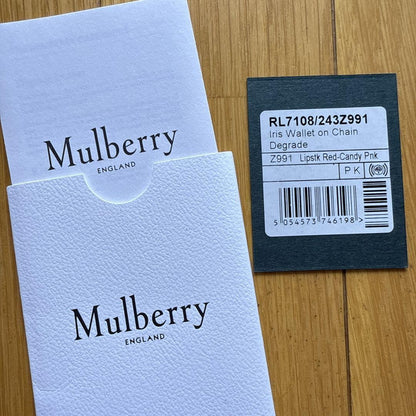 Mulberry
ENGLAND
Mulberry
ENGLAND
RL7108/243Z991
Iris Wallet on Chain
Degrade
Z991 Lipstk Red-Candy Pnk
PK
5 054573 746198 >